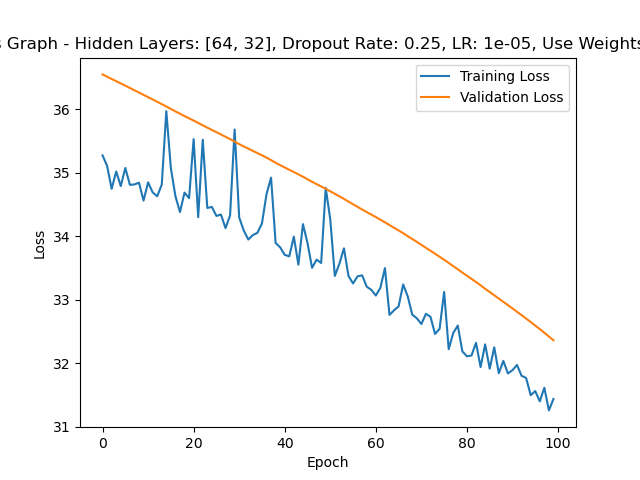 s Graph - Hidden Layers: [64, 32], Dropout Rate: 0.25, LR: 1e-05, Use Weights
Training Loss
Validation Loss
36
35
34
33
32
31
Loss
0 20 40 60 80 100
Epoch